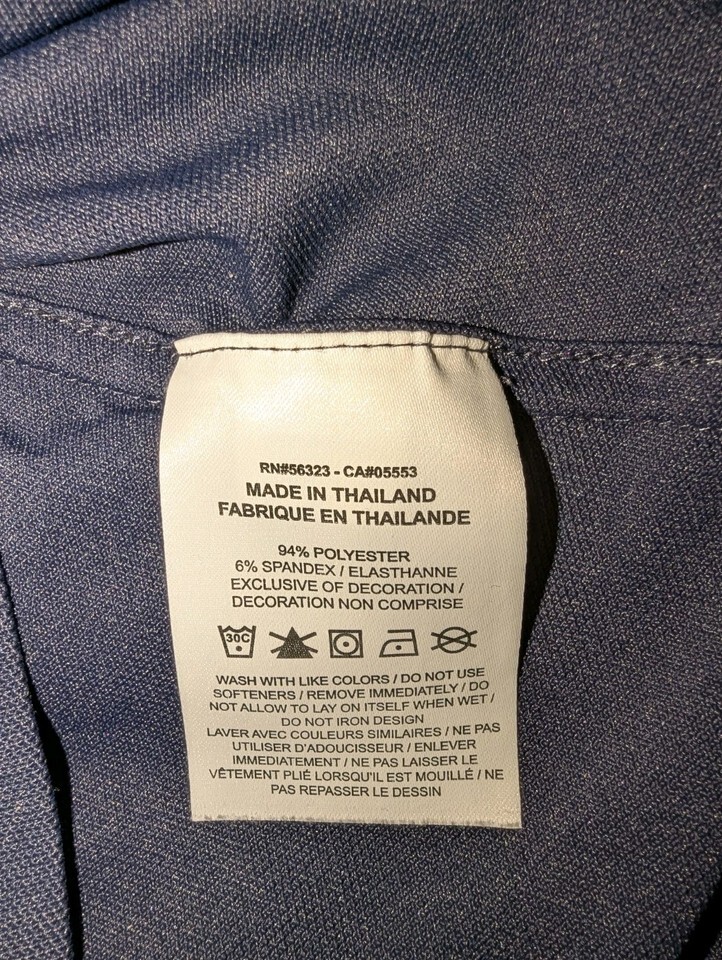 RN#56323 - CA#05553
MADE IN THAILAND
FABRIQUE EN THAILANDE
94% POLYESTER
6% SPANDEX / ELASTHANNE
EXCLUSIVE OF DECORATION /
DECORATION NON COMPRISE
30C
WASH WITH LIKE COLORS / DO NOT USE
SOFTENERS / REMOVE IMMEDIATELY / DO
NOT ALLOW TO LAY ON ITSELF WHEN WET /
DO NOT IRON DESIGN
LAVER AVEC COULEURS SIMILAIRES / NE PAS
UTILISER D'ADOUCISSEUR / ENLEVER
IMMEDIATEMENT / NE PAS LAISSER LE
VÊTEMENT PLIÉ LORSQU'IL EST MOUILLÉ / NE
PAS REPASSER LE DESSIN